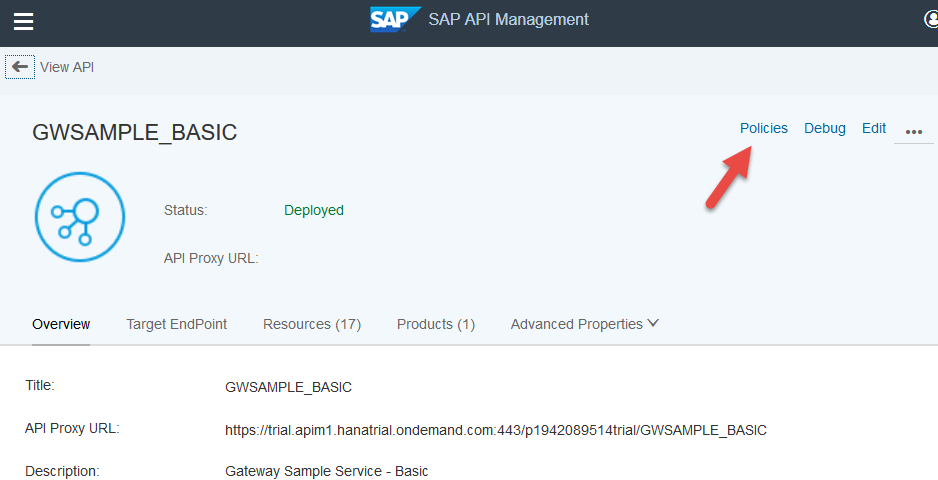 SAP SAP API Management
View API
GWSAMPLE_BASIC
Policies Debug Edit •••
Status: Deployed
API Proxy URL:
Overview Target EndPoint Resources (17) Products (1) Advanced Properties
Title: GWSAMPLE_BASIC
API Proxy URL: https://trial.apim1.hanatrial.ondemand.com:443/p1942089514trial/GWSAMPLE_BASIC
Description: Gateway Sample Service - Basic